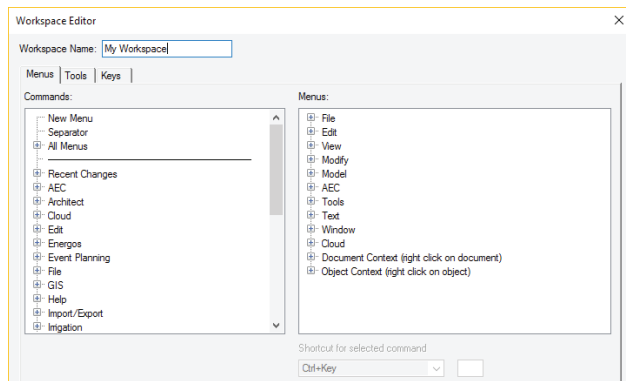 Workspace Editor
Workspace Name: My Workspace
Menus Tools Keys
Commands:
New Menu
Separator
All Menus
Recent Changes
AEC
Architect
Cloud
Edit
Energos
Event Planning
File
GIS
Help
Import/Export
Irrigation
Menus:
File
Edit
View
Modify
Model
AEC
Tools
Text
Window
Cloud
Document Context (right click on document)
Object Context (right click on object)
Shortcut for selected command
Ctrl+Key